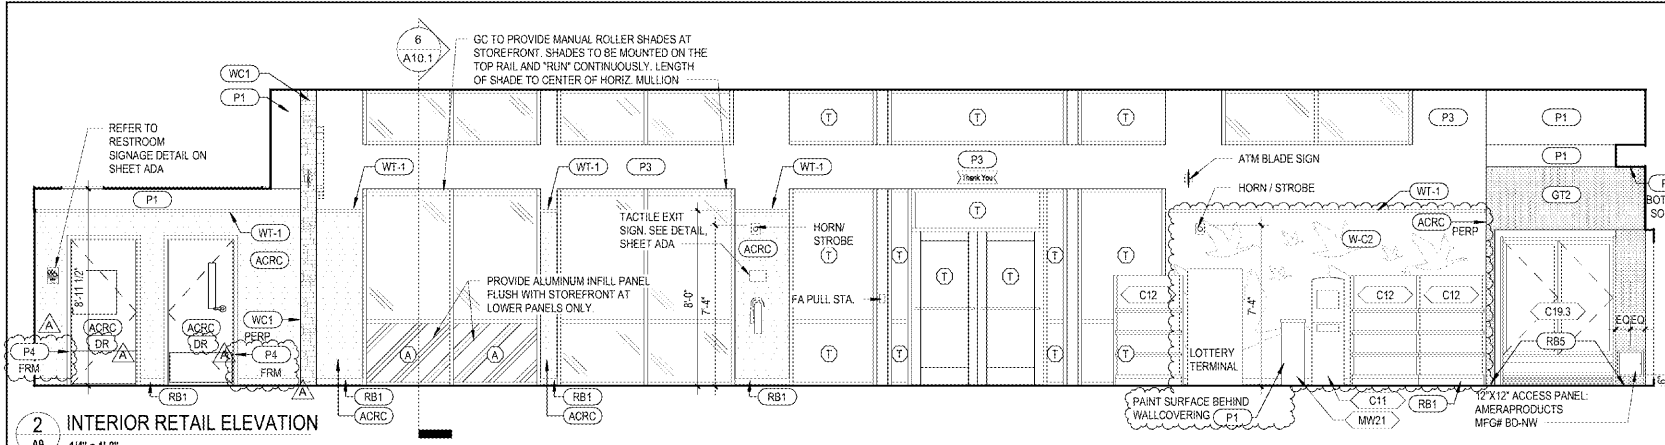 6
A10.1
GC TO PROVIDE MANUAL ROLLER SHADES AT
STOREFRONT. SHADES TO BE MOUNTED ON THE
TOP RAIL AND "RUN" CONTINUOUSLY. LENGTH
OF SHADE TO CENTER OF HORIZ. MULLION
WC1
P1
REFER TO
RESTROOM
SIGNAGE DETAIL ON
SHEET ADA
T
T
T
P3
P1
P1
WT-1
WT-1
P3
WT-1
P3
Thank You
ATM BLADE SIGN
HORN / STROBE
WT-1
GT2
P1
WT-1
ACRC
TACTILE EXIT
SIGN. SEE DETAIL,
SHEET ADA
ACRC
HORN/
STROBE
T
T
T
T
T
W-C2
ACRC
PERP
8'-11 1/2"
PROVIDE ALUMINUM INFILL PANEL
FLUSH WITH STOREFRONT AT
LOWER PANELS ONLY.
8'-0"
7'-4"
FA PULL STA.
T
T
C12
7'-4"
C12
C12
C19.3
EQ
EQ
WC1
A
ACRC
DR
ACRC
DR
PERP
P4
FRM
A
A
P4
FRM
A
A
T
T
T
T
LOTTERY
TERMINAL
RB5
A
RB1
RB1
ACRC
RB1
ACRC
RB1
PAINT SURFACE BEHIND
WALLCOVERING
P1
C11
MW21
RB1
12"X12" ACCESS PANEL:
AMERAPRODUCTS
MFG# BD-NW
2
A9
INTERIOR RETAIL ELEVATION